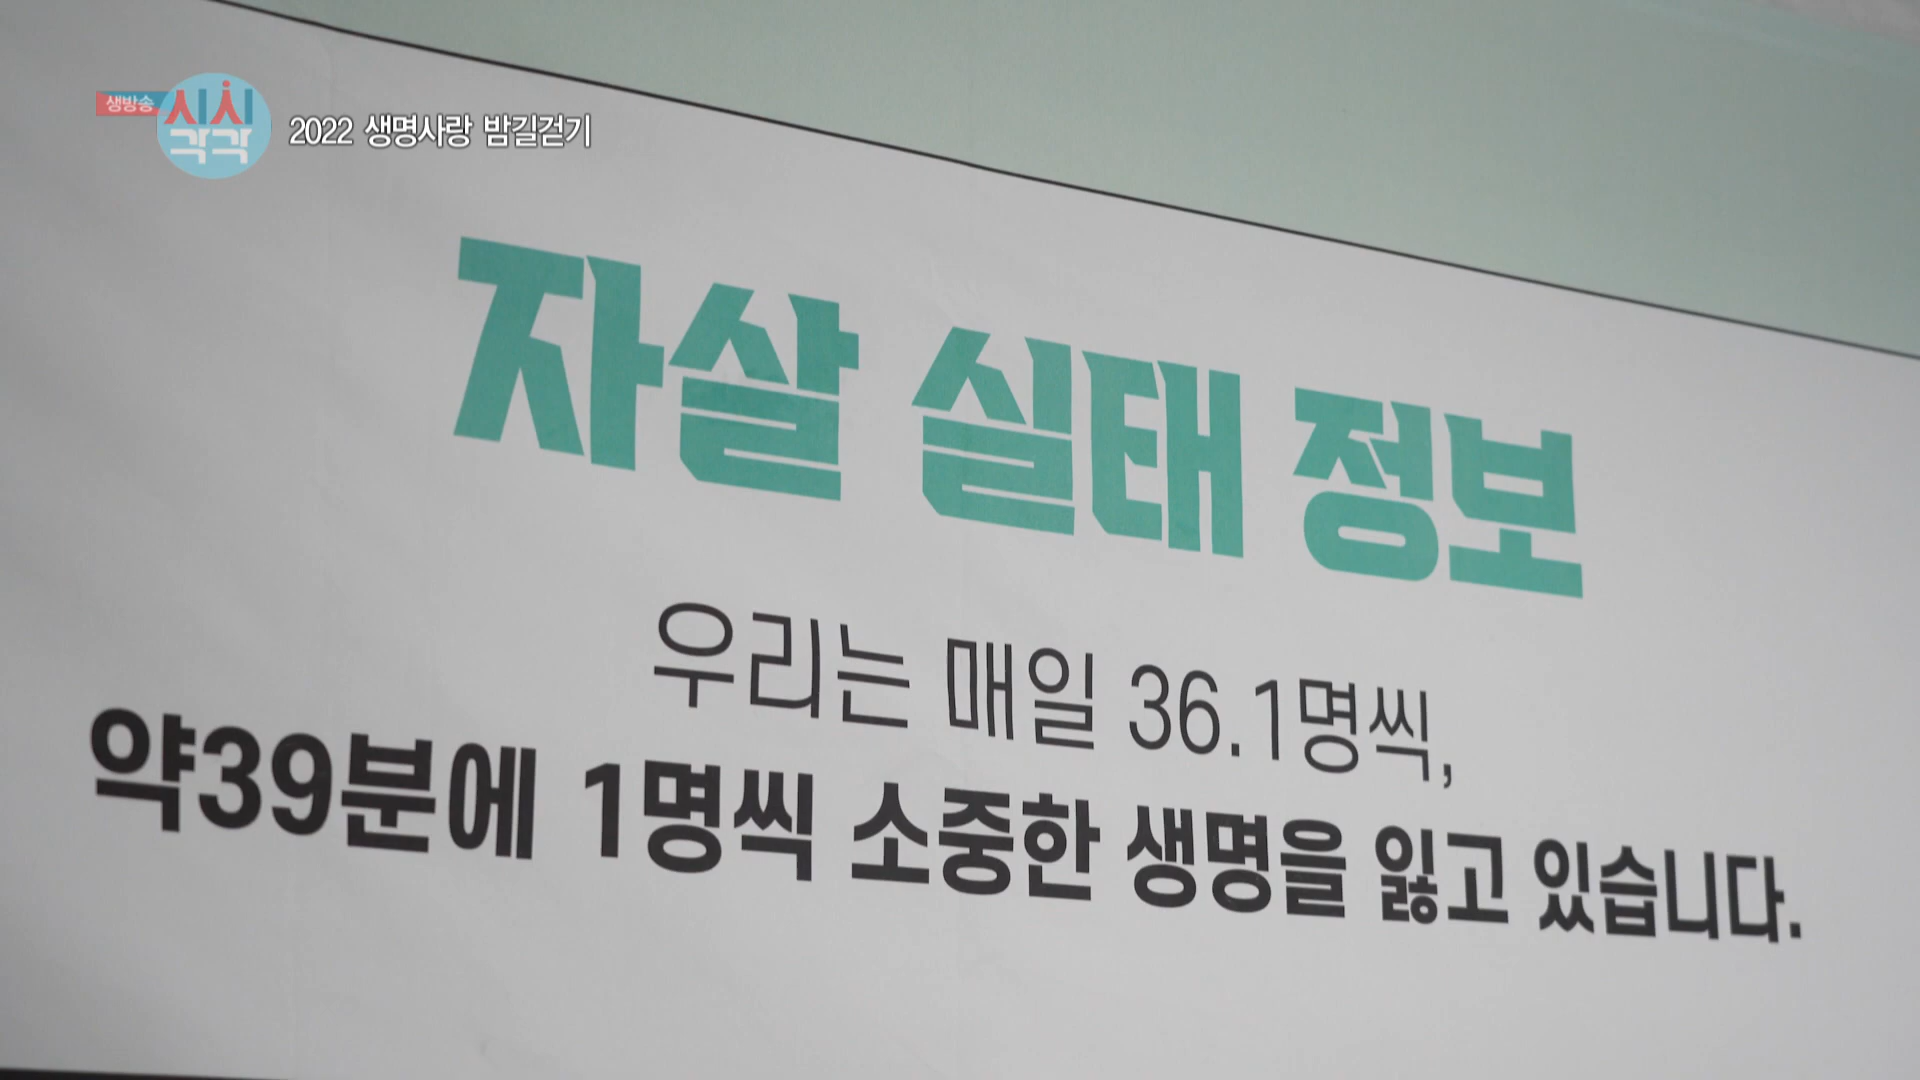 생방송
시시각각
2022 생명사랑 밤길걷기
자살 실태 정보
우리는 매일 36.1명씩,
약39분에 1명씩 소중한 생명을 잃고 있습니다.